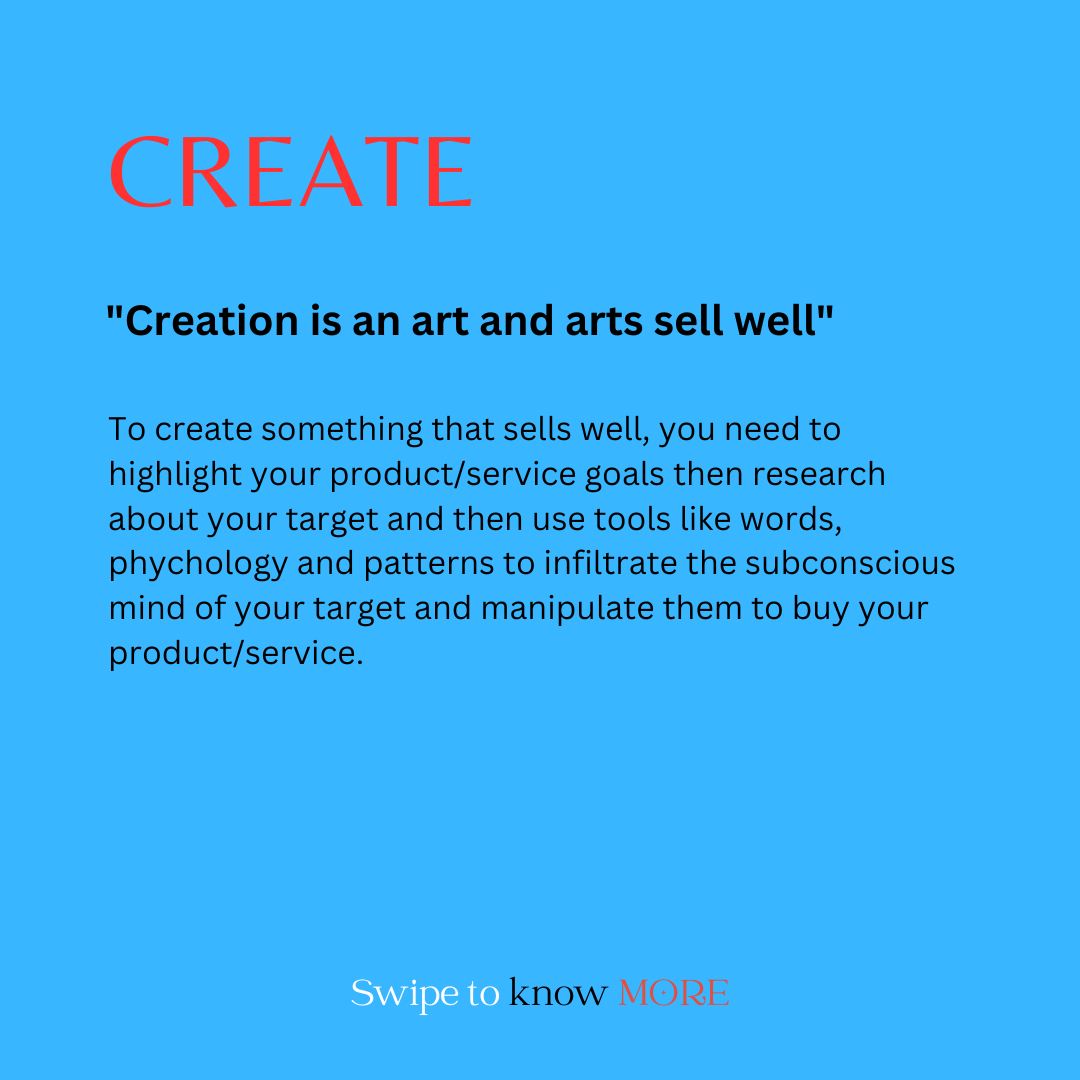 CREATE
"Creation is an art and arts sell well"
To create something that sells well, you need to
highlight your product/service goals then research
about your target and then use tools like words,
phychology and patterns to infiltrate the subconscious
mind of your target and manipulate them to buy your
product/service.
Swipe to know MORE